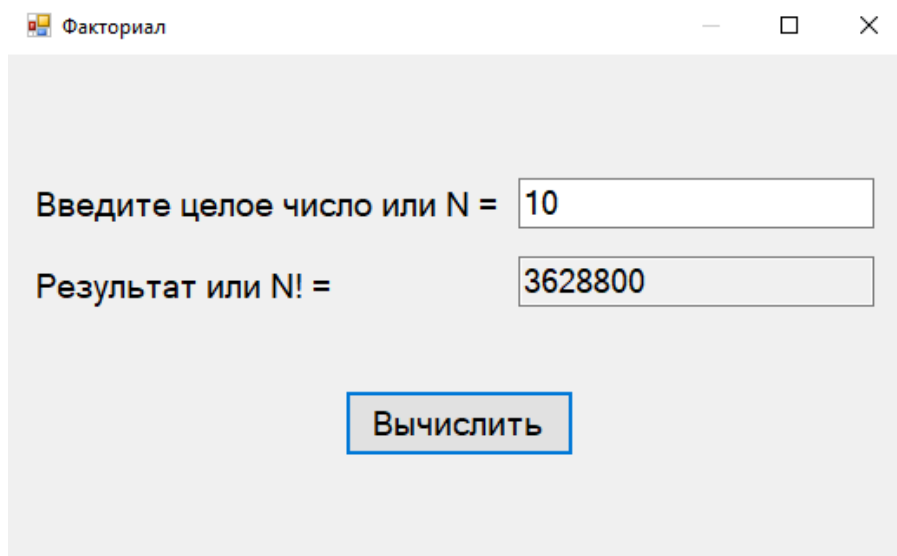 Факториал
Введите целое число или N = 10
Результат или N! = 3628800
Вычислить